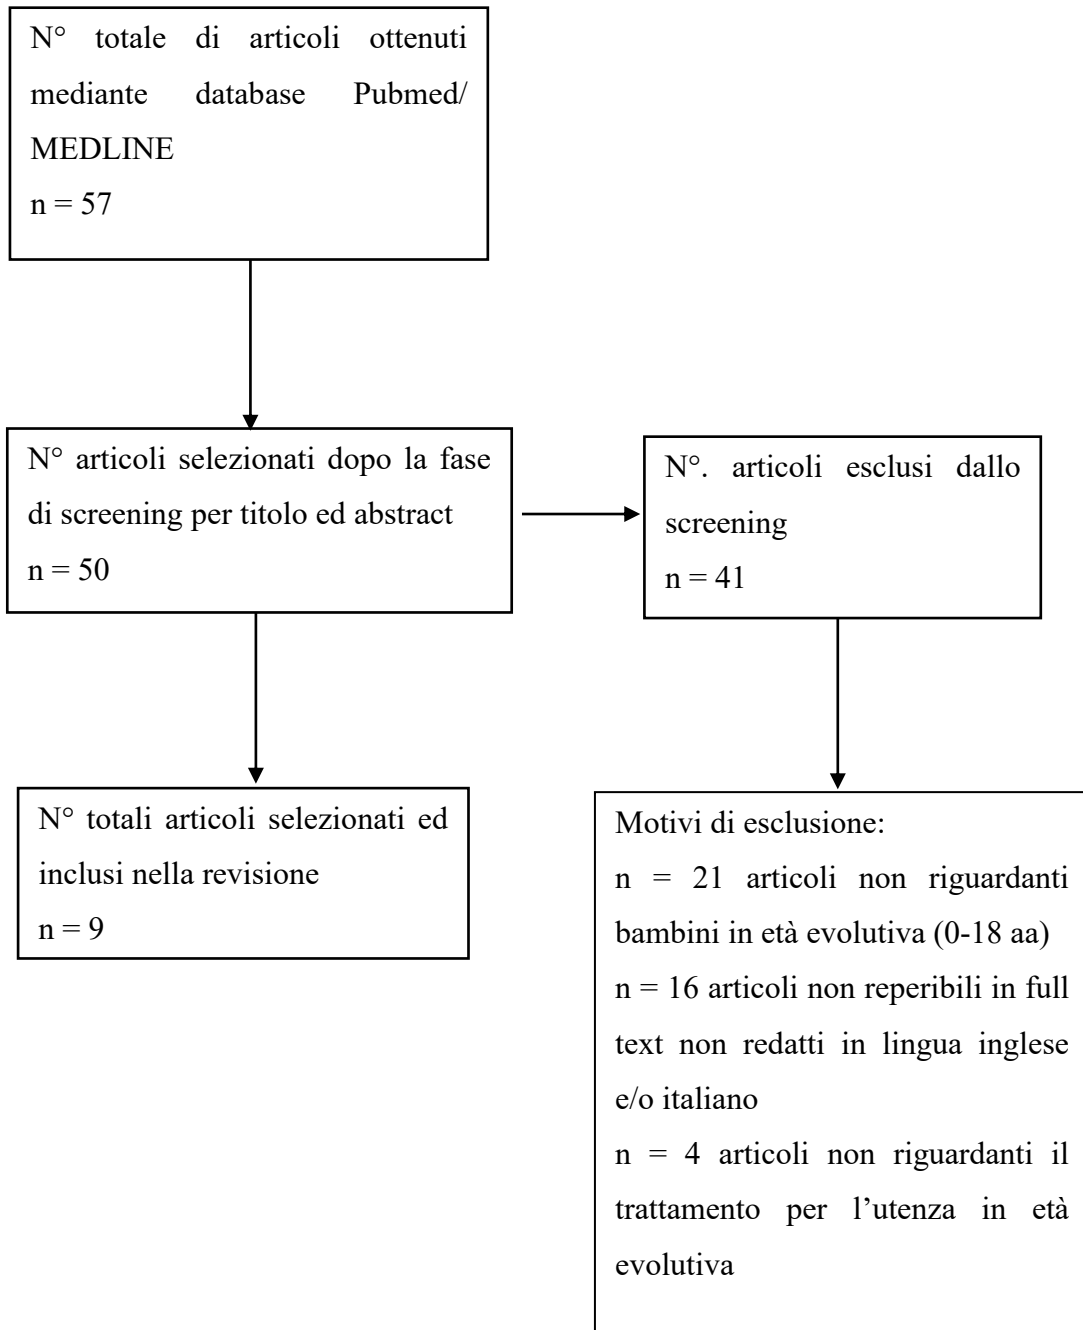 N° totale di articoli ottenuti
mediante database Pubmed/
MEDLINE
n = 57
N° articoli selezionati dopo la fase
di screening per titolo ed abstract
n = 50
N°. articoli esclusi dallo
screening
n = 41
N° totali articoli selezionati ed
inclusi nella revisione
n = 9
Motivi di esclusione:
n = 21 articoli non riguardanti
bambini in età evolutiva (0-18 aa)
n = 16 articoli non reperibili in full
text non redatti in lingua inglese
e/o italiano
n = 4 articoli non riguardanti il
trattamento per l’utenza in età
evolutiva